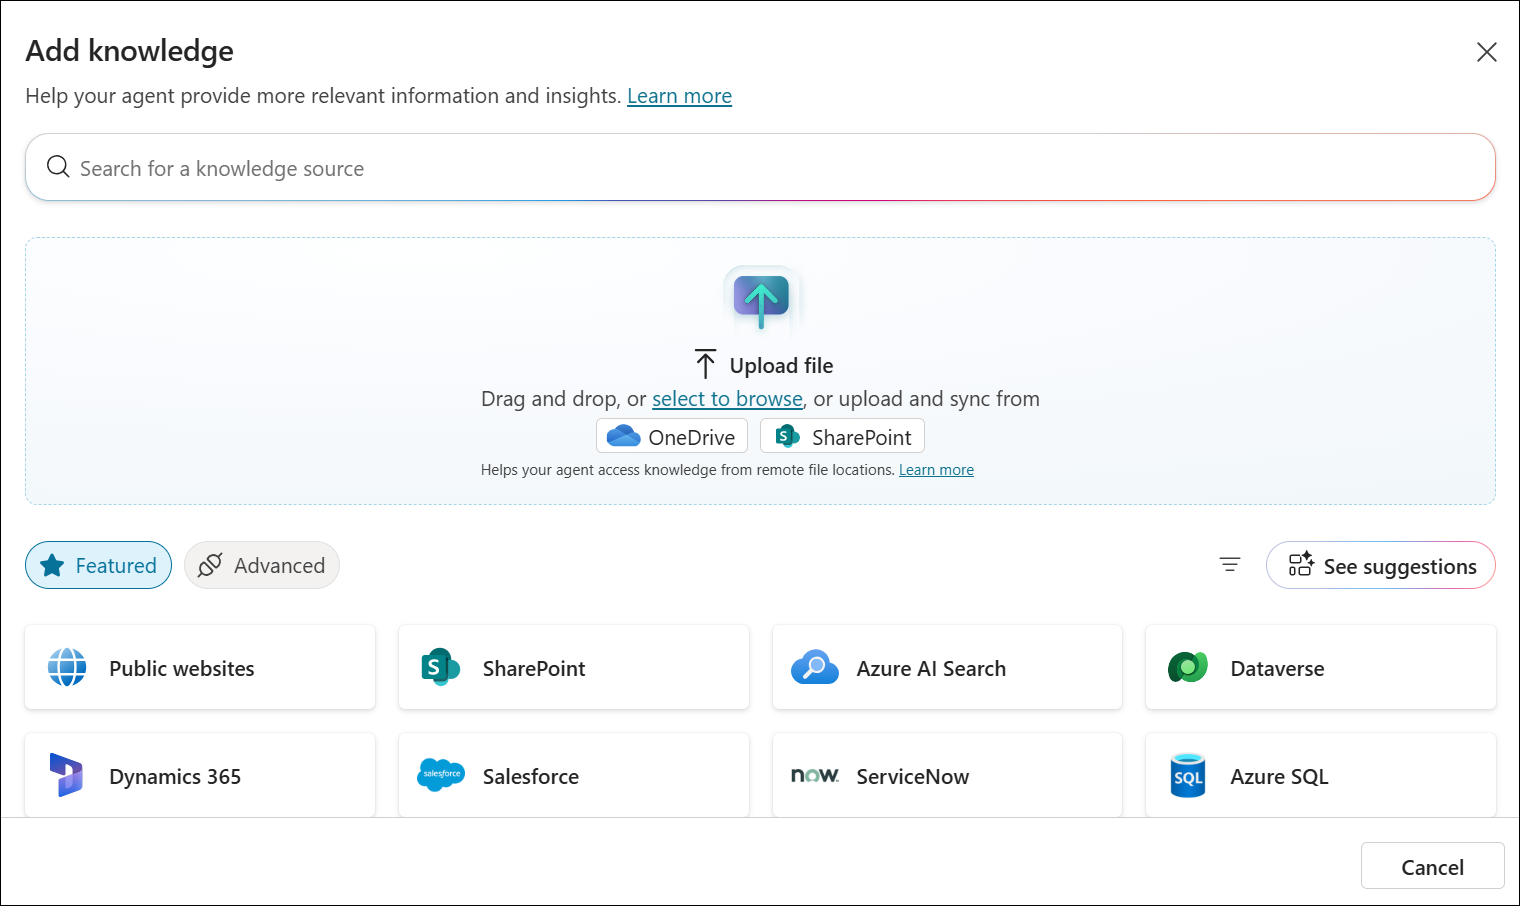 Add knowledge
Help your agent provide more relevant information and insights. Learn more
Search for a knowledge source
Upload file
Drag and drop, or select to browse, or upload and sync from
OneDrive
S SharePoint
Helps your agent access knowledge from remote file locations. Learn more
Featured
Advanced
See suggestions
Public websites
S SharePoint
Azure AI Search
Dataverse
Dynamics 365
salesforce Salesforce
now. ServiceNow
SQL Azure SQL
Cancel